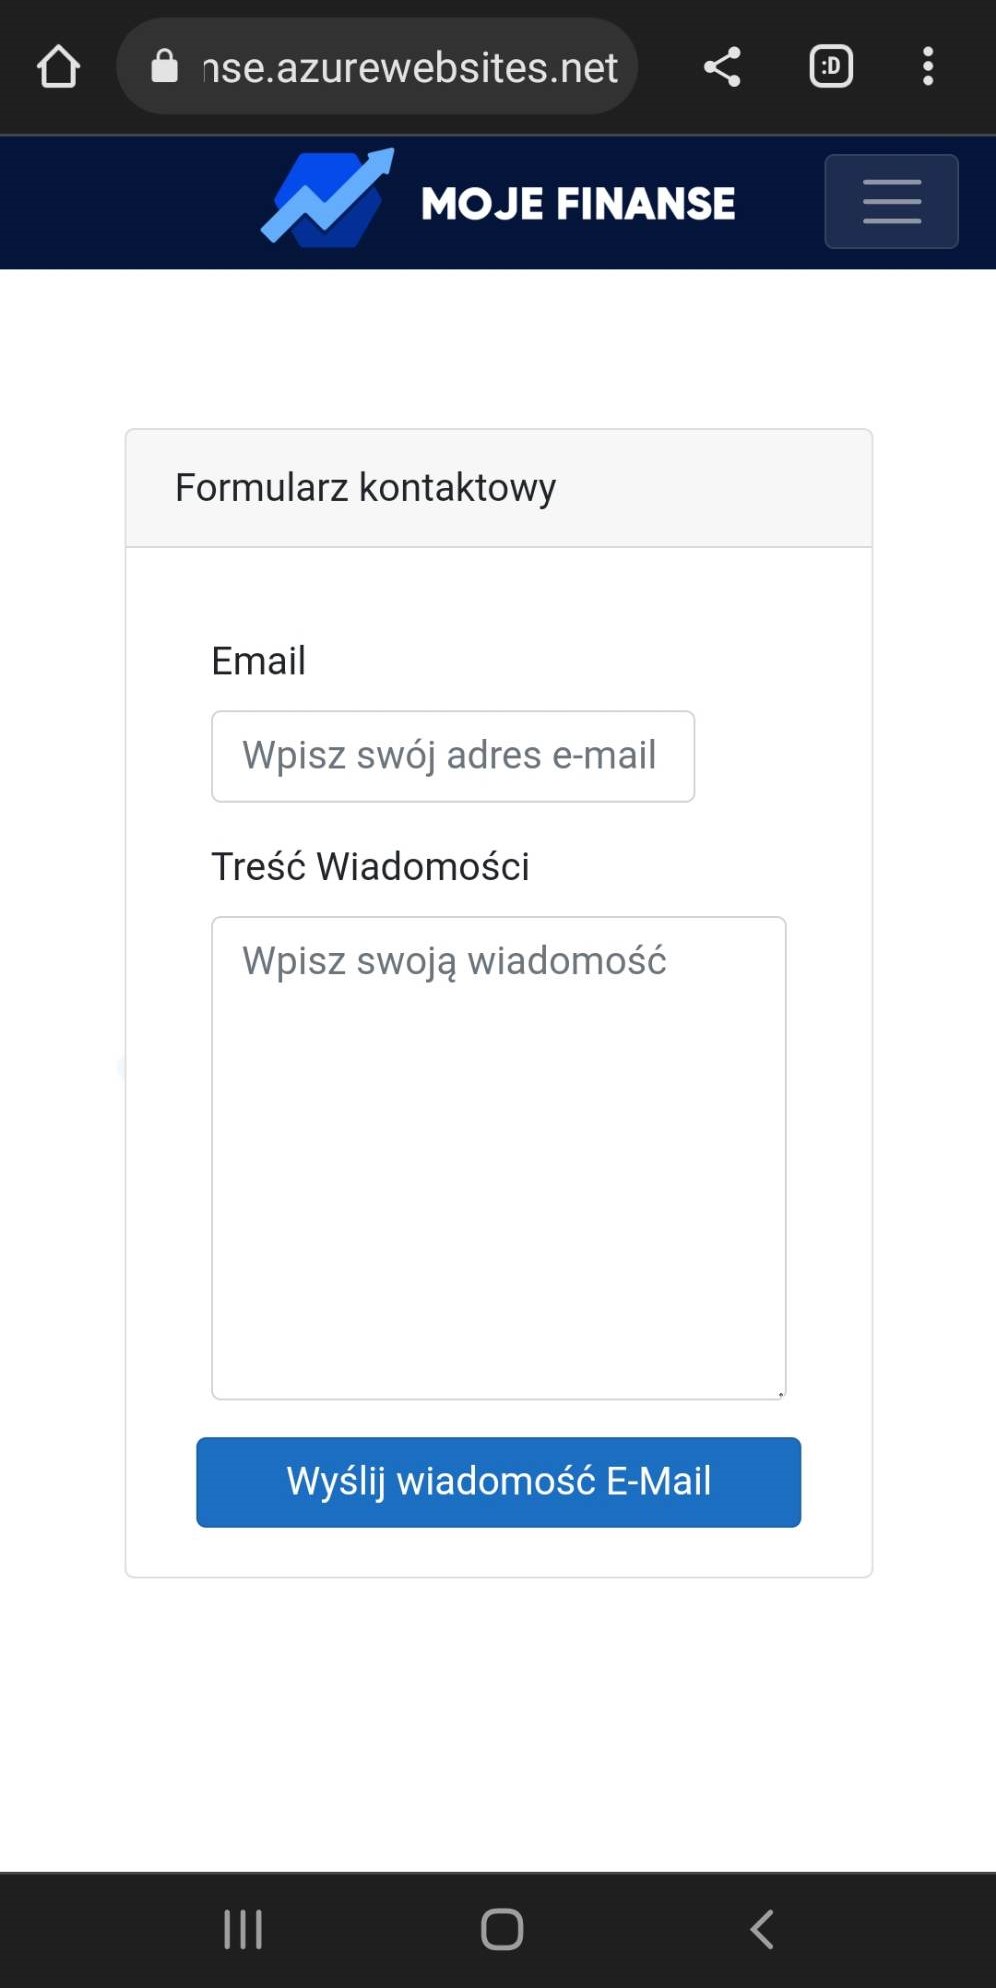 nse.azurewebsites.net
:D
MOJE FINANSE
Formularz kontaktowy
Email
Wpisz swój adres e-mail
Treść Wiadomości
Wpisz swoją wiadomość
Wyślij wiadomość E-Mail